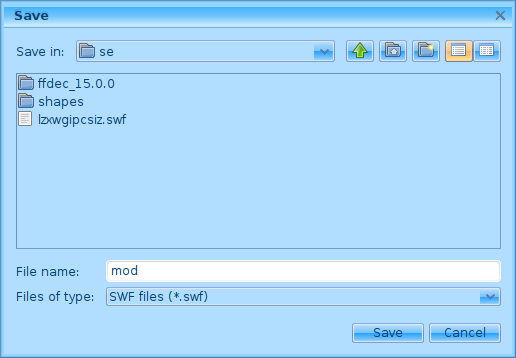 Save
Save in: se
ffdec_15.0.0
shapes
lzxwgipcsiz.swf
File name: mod
Files of type: SWF files (*.swf)
Save Cancel